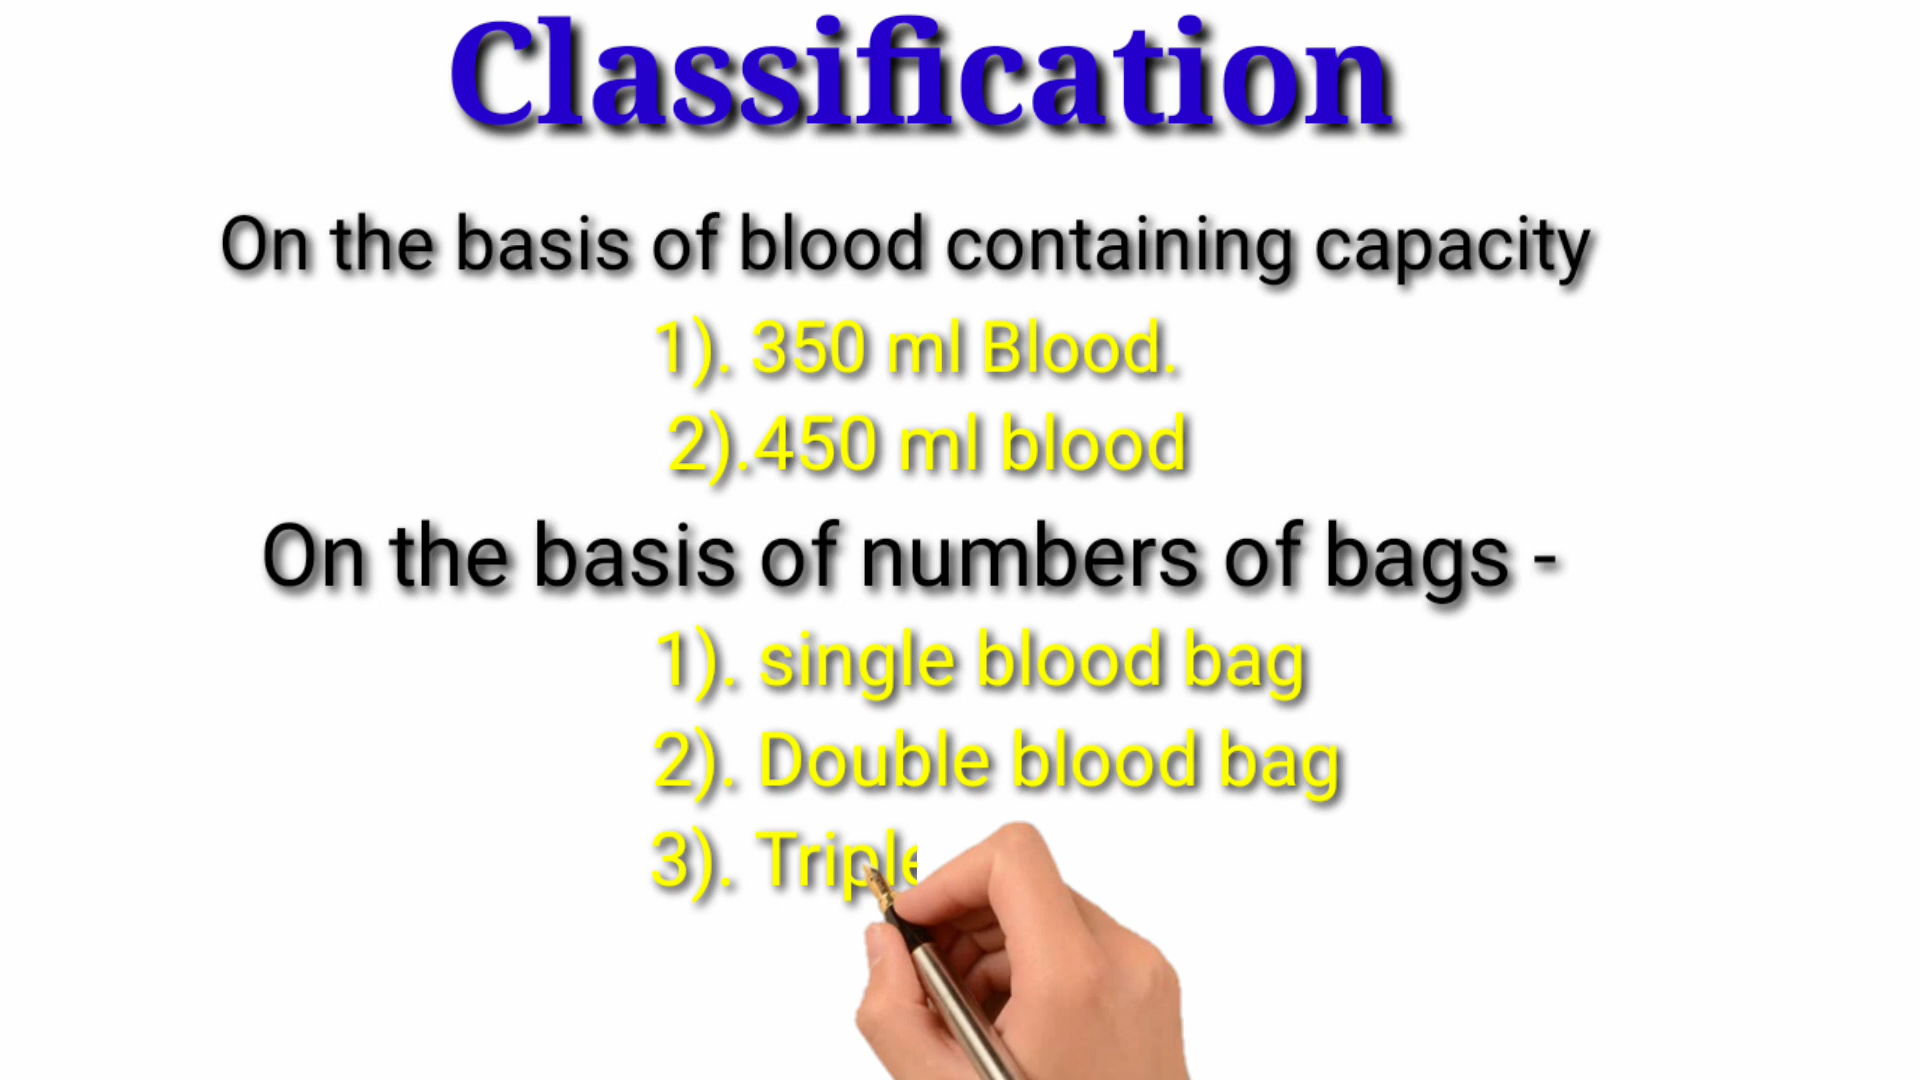 Classification
On the basis of blood containing capacity
1). 350 ml Blood.
2).450 ml blood
On the basis of numbers of bags -
1). single blood bag
2). Double blood bag
3). Triple